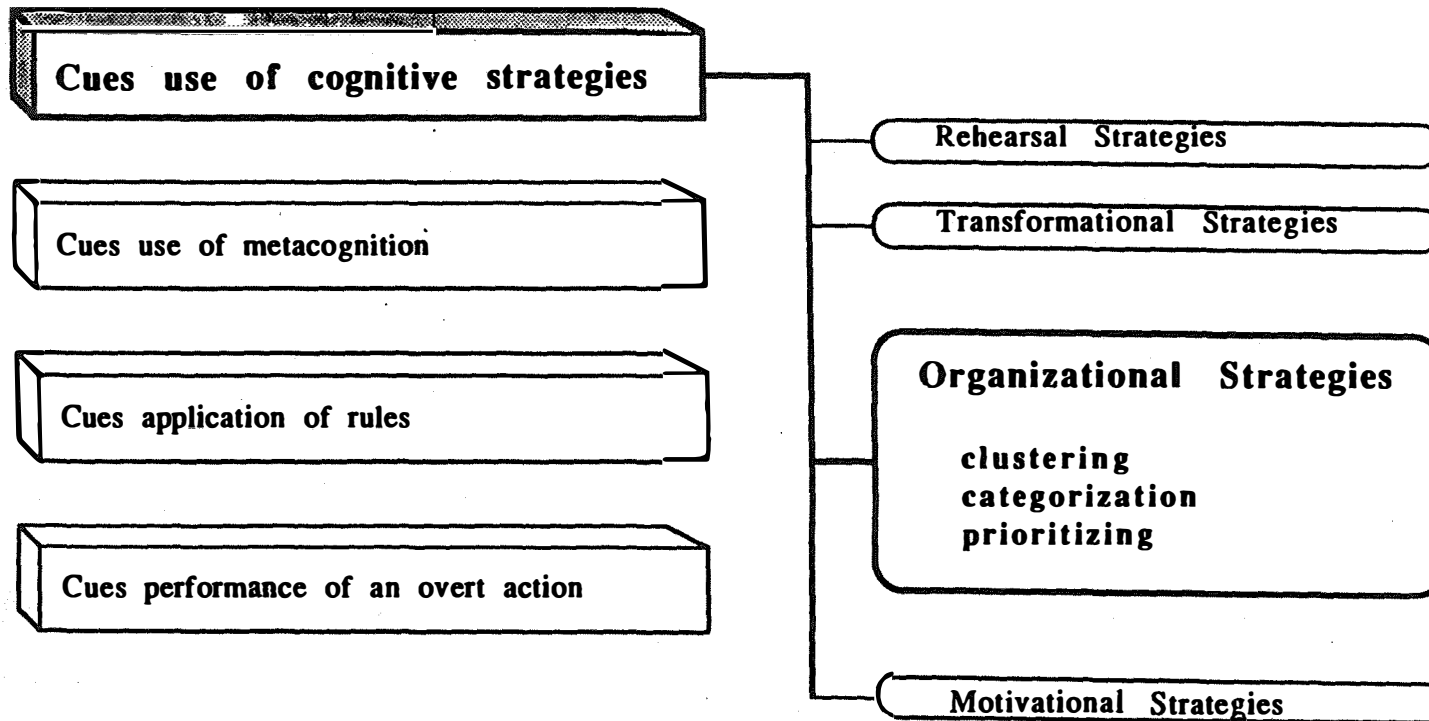 Cues use of cognitive strategies
Cues use of metacognition
Cues application of rules
Cues performance of an overt action
Rehearsal Strategies
Transformational Strategies
Organizational Strategies
clustering
categorization
prioritizing
Motivational Strategies